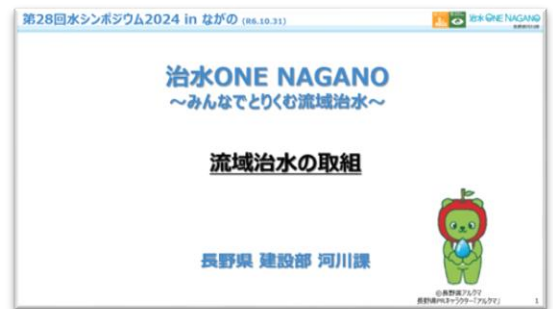 第28回水シンポジウム2024 in ながの (R6.10.31)
治水ONE NAGANO
治水ONE NAGANO
~みんなでとりくむ流域治水~
流域治水の取組
長野県 建設部 河川課
©長野県アルクマ
長野県PRキャラクター「アルクマ」
1